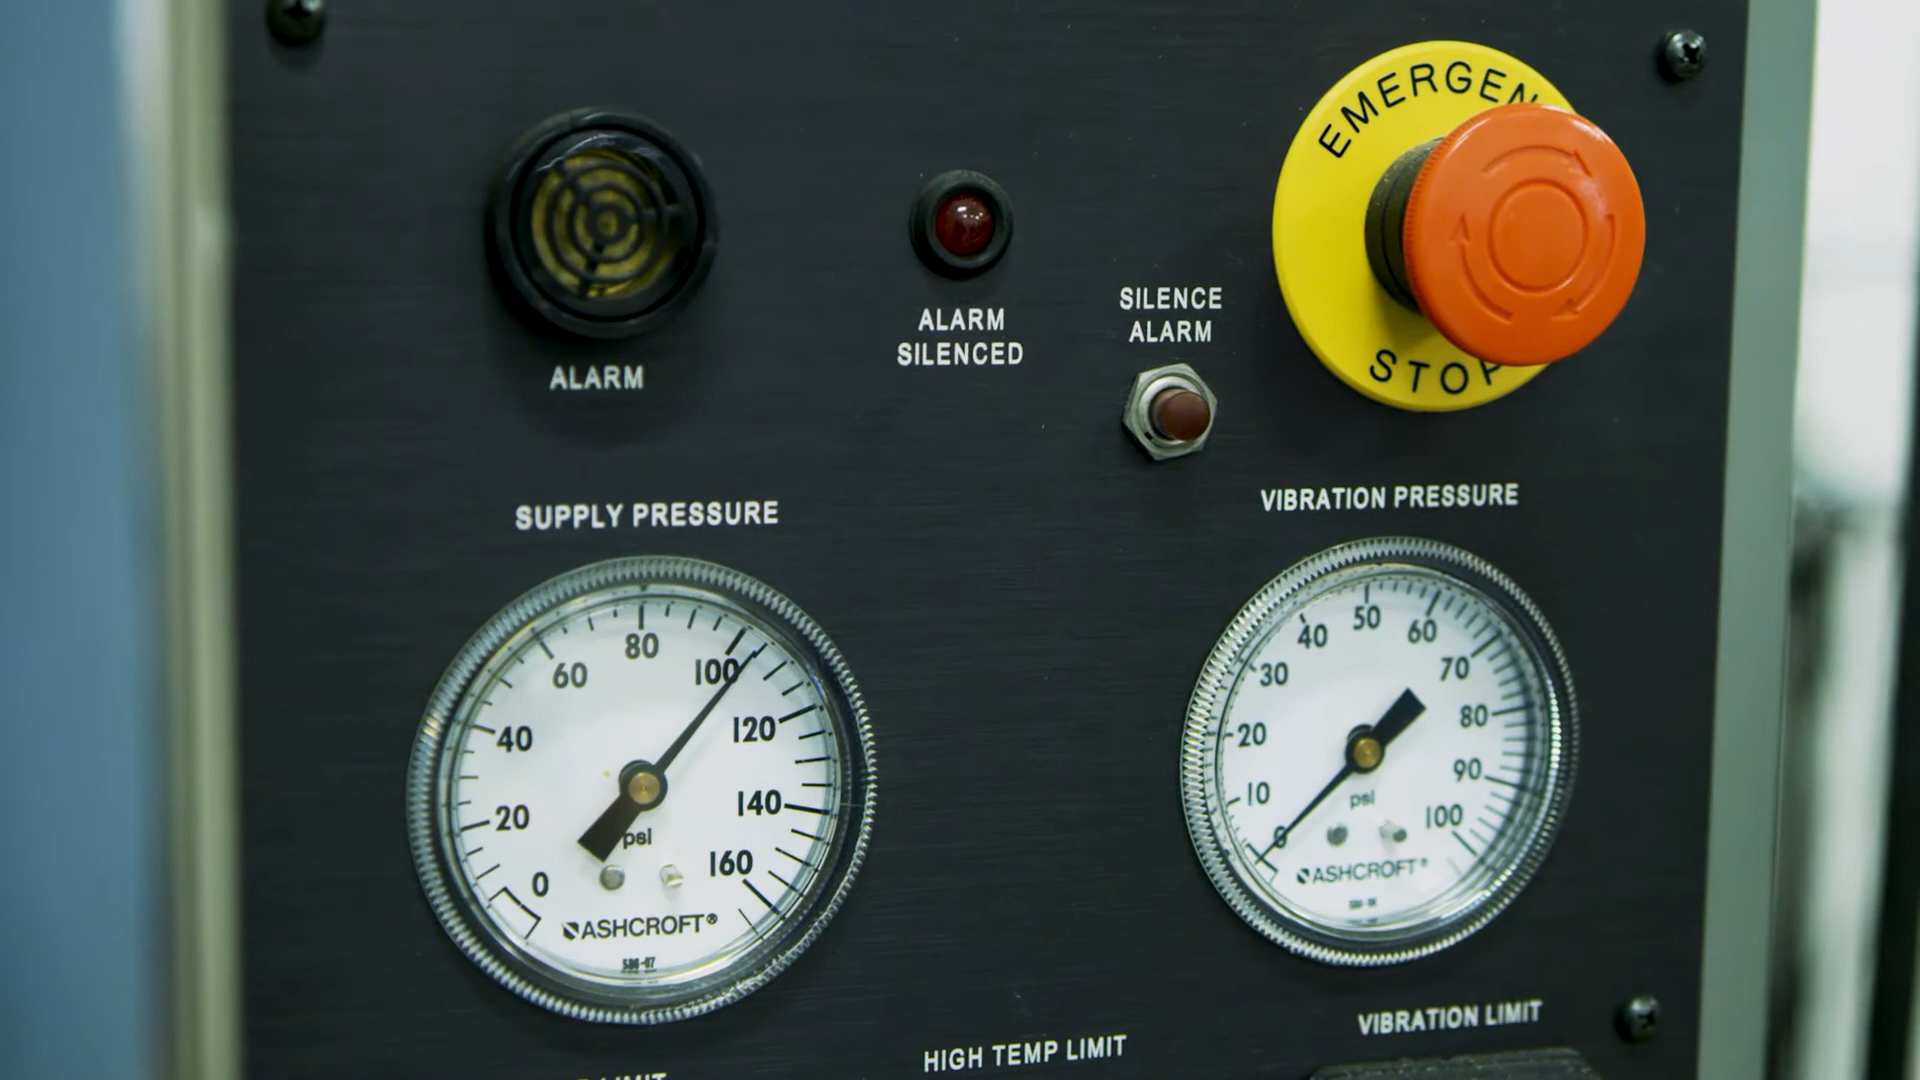 EMERGEN
STOP
ALARM
ALARM
SILENCED
SILENCE
ALARM
SUPPLY PRESSURE
0
20
40
60
80
100
120
140
160
psi
ASHCROFT®
VIBRATION PRESSURE
0
10
20
30
40
50
60
70
80
90
100
psi
ASHCROFT®
HIGH TEMP LIMIT
VIBRATION LIMIT
LIMIT